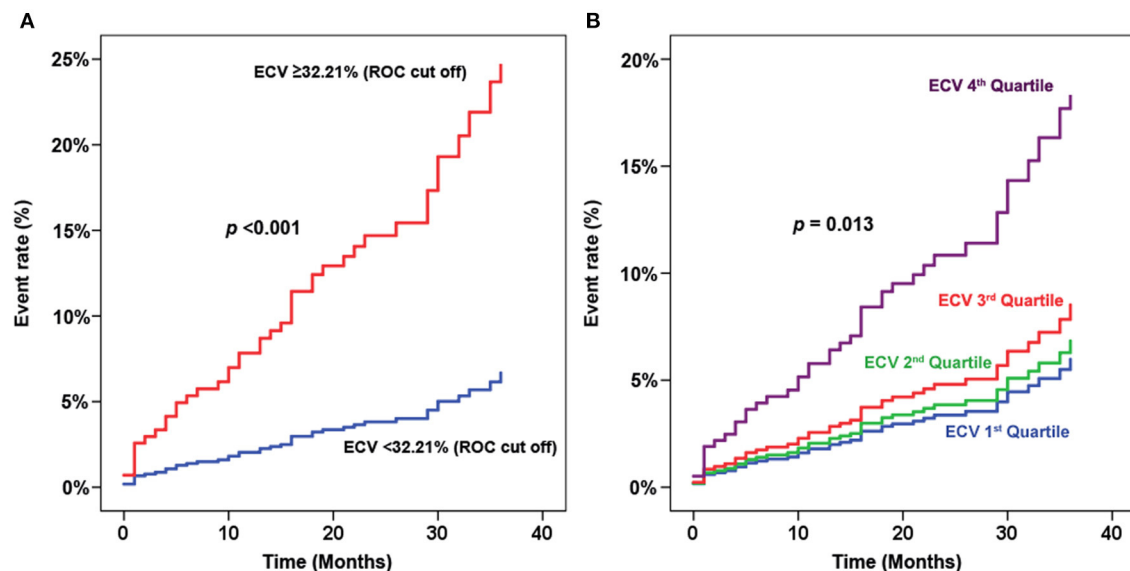 A
Event rate (%)
25%
20%
15%
10%
5%
0%
ECV ≥32.21% (ROC cut off)
p <0.001
ECV <32.21% (ROC cut off)
0 10 20 30 40
Time (Months)
B
Event rate (%)
20%
15%
10%
5%
0%
ECV 4th Quartile
p = 0.013
ECV 3rd Quartile
ECV 2nd Quartile
ECV 1st Quartile
0 10 20 30 40
Time (Months)